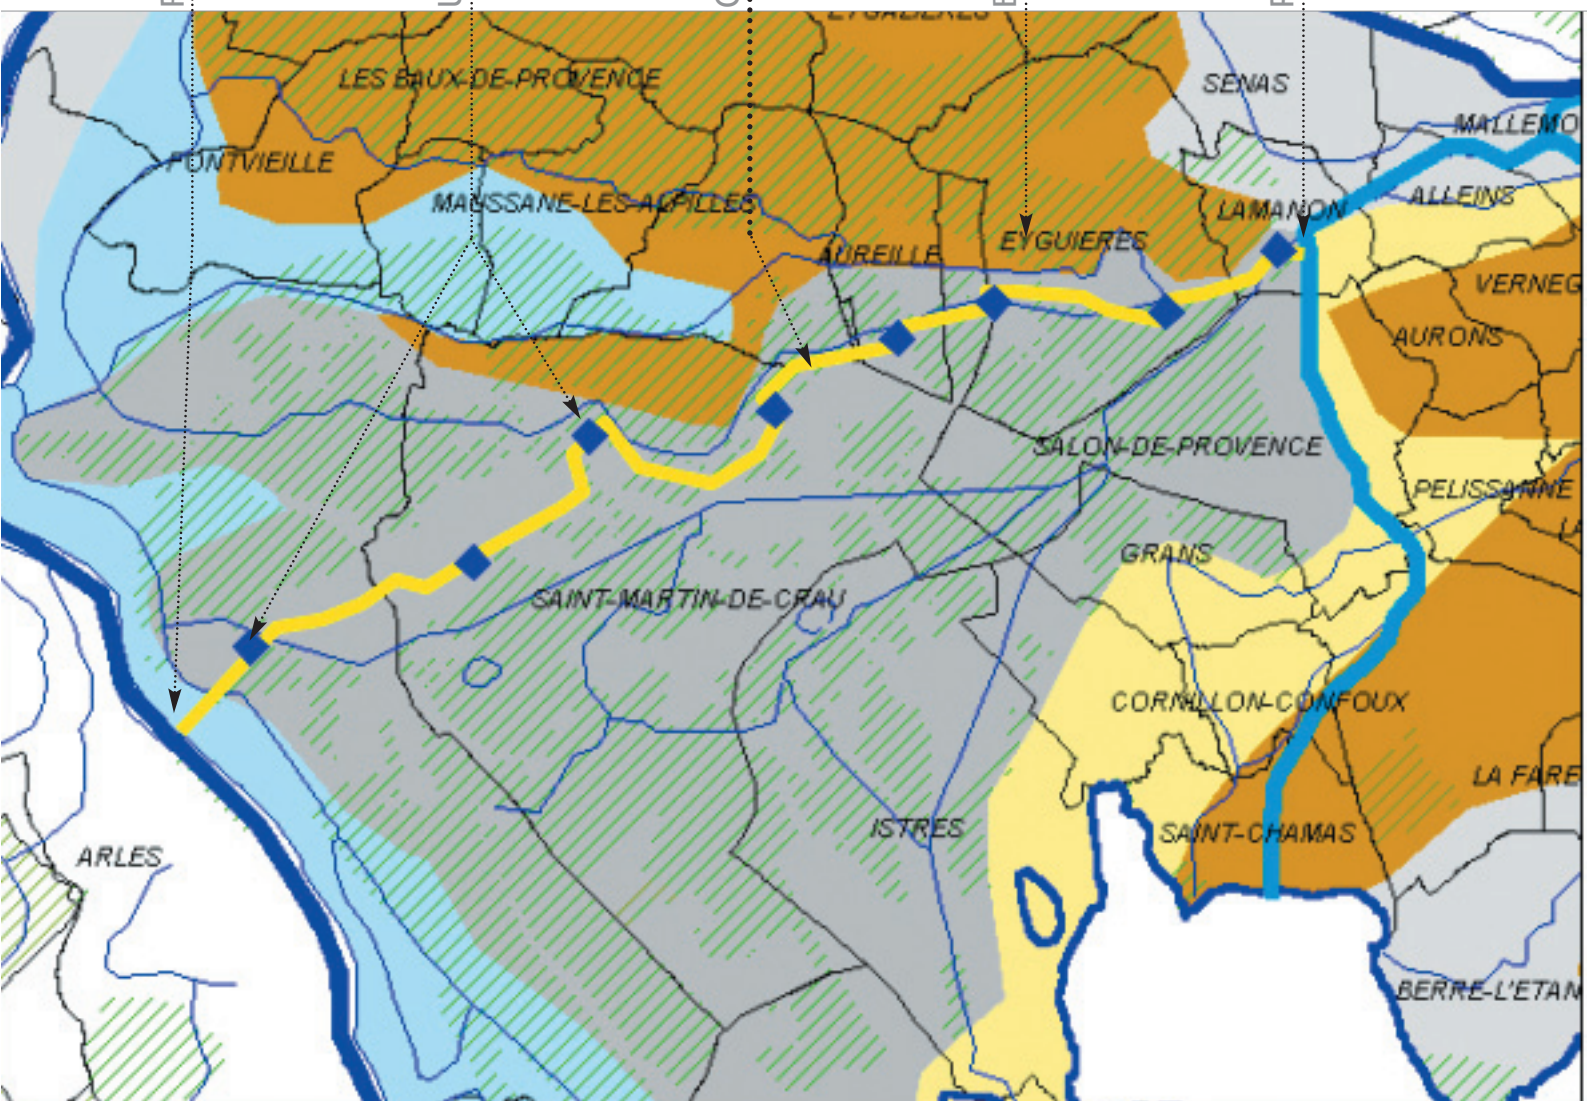 EYGALIERES
LES BAUX-DE-PROVENCE
SENAS
MALLEMO
FONTVIEILLE
ALLEINS
MAUSSANE-LES-ALPILLES
LAMANON
EYGUIERES
AUREILLE
VERNEG
AURONS
SALON-DE-PROVENCE
PELISSANNE
LA
GRANS
SAINT-MARTIN-DE-CRAU
CORNILLON-CONFOUX
LA FARE
ISTRES
SAINT-CHAMAS
ARLES
BERRE-L'ETAN